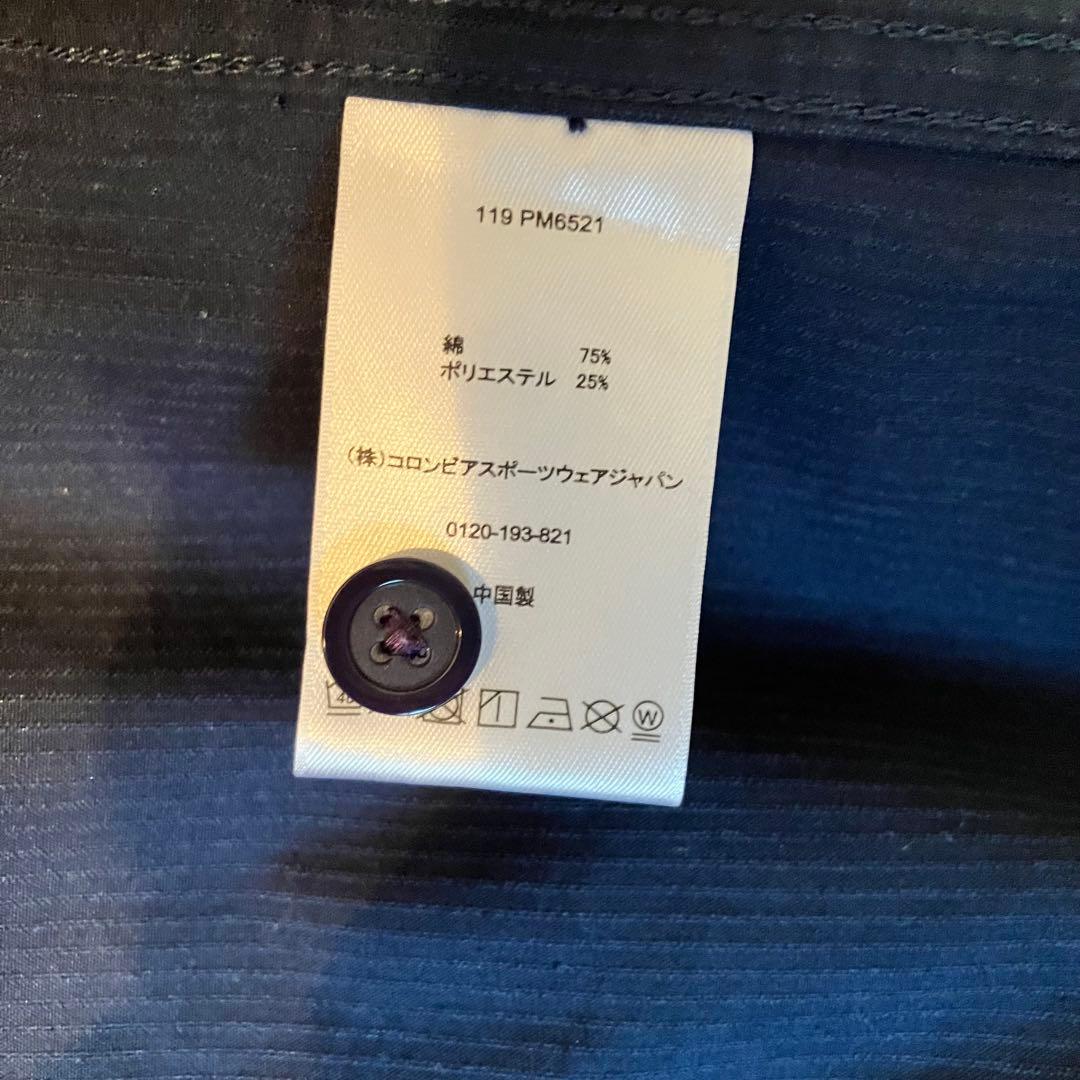 119 PM6521
綿 75%
ポリエステル 25%
(株)コロンビアスポーツウェアジャパン
0120-193-821
中国製
W